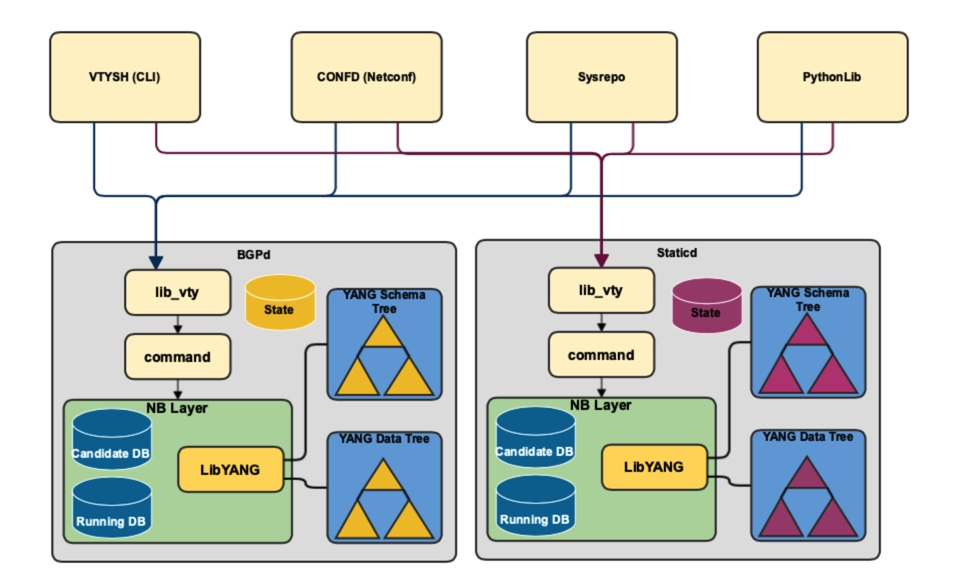 VTYSH (CLI)
CONFD (Netconf)
Sysrepo
PythonLib
BGPd
lib_vty
State
YANG Schema
Tree
command
NB Layer
Candidate DB
LibYANG
YANG Data Tree
Running DB
Staticd
lib_vty
State
YANG Schema
Tree
command
NB Layer
Candidate DB
LibYANG
YANG Data Tree
Running DB